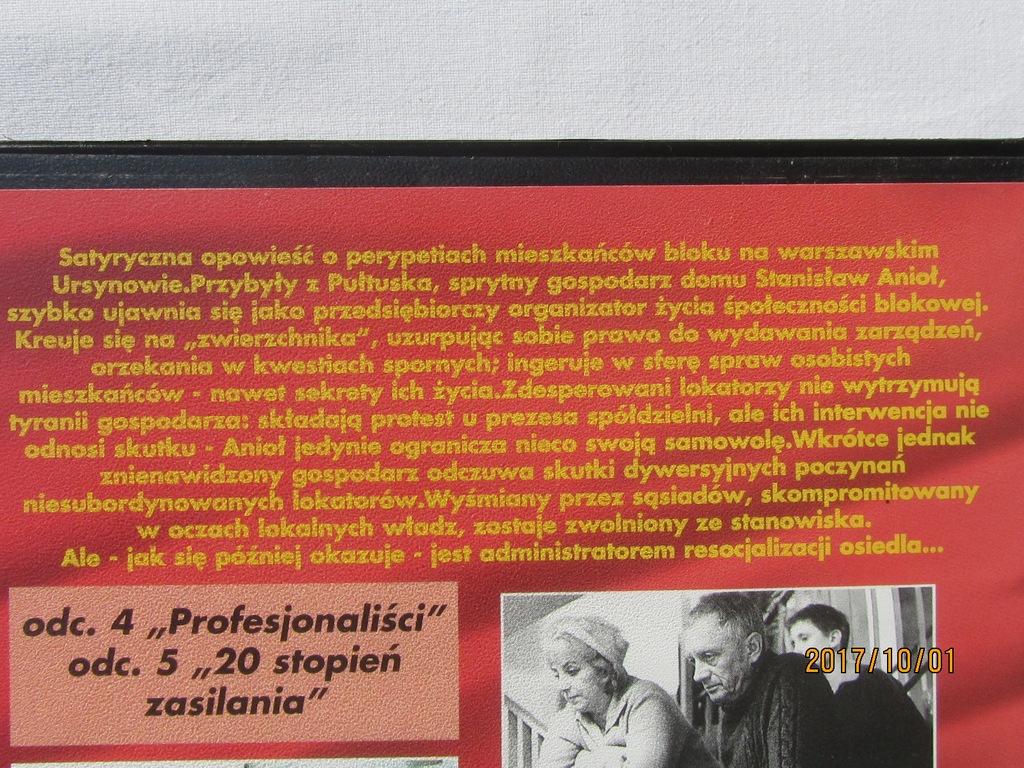 Satyryczna opowieść o perypetiach mieszkańców bloku na warszawskim
Ursynowie.Przybyły z Pułtuska, sprytny gospodarz domu Stanisław Anioł,
szybko ujawnia się jako przedsiębiorczy organizator życia społeczności blokowej.
Kreuje się na „zwierzchnika”, uzurpując sobie prawo do wydawania zarządzeń,
orzekania w kwestiach spornych; ingeruje w sferę spraw osobistych
mieszkańców - nawet sekrety ich życia.Zdesperowani lokatorzy nie wytrzymują
tyranii gospodarza: składają protest u prezesa spółdzielni, ale ich interwencja nie
odnosi skutku - Anioł jedynie ogranicza nieco swoją samowolę.Wkrótce jednak
znienawidzony gospodarz odczuwa skutki dywersyjnych poczynań
niesubordynowanych lokatorów.Wyśmiany przez sąsiadów, skompromitowany
w oczach lokalnych władz, zostaje zwolniony ze stanowiska.
Ale - jak się później okazuje - jest administratorem resocjalizacji osiedla...
odc. 4 „Profesjonaliści”
odc. 5 „20 stopień
zasilania”
2017/10/01